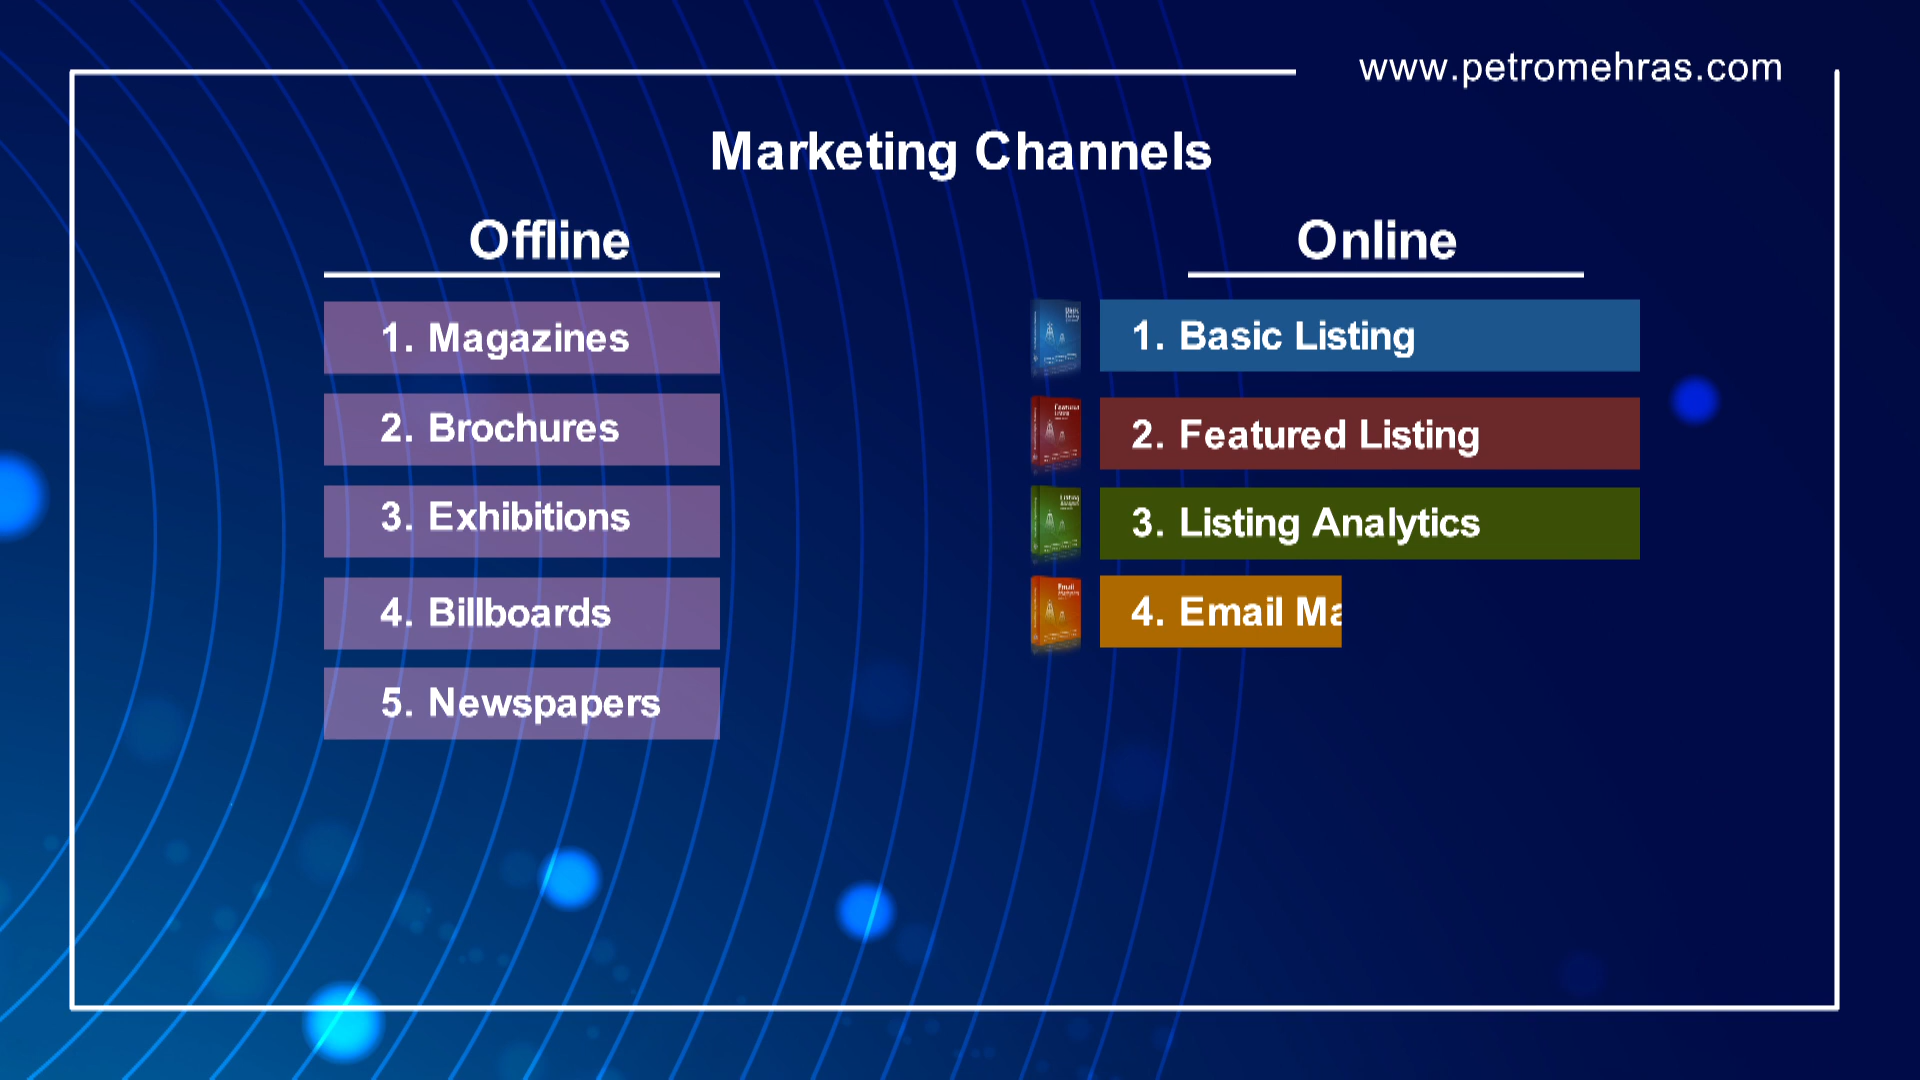 www.petromehras.com
Marketing Channels
Offline
1. Magazines
2. Brochures
3. Exhibitions
4. Billboards
5. Newspapers
Online
1. Basic Listing
2. Featured Listing
3. Listing Analytics
4. Email Ma